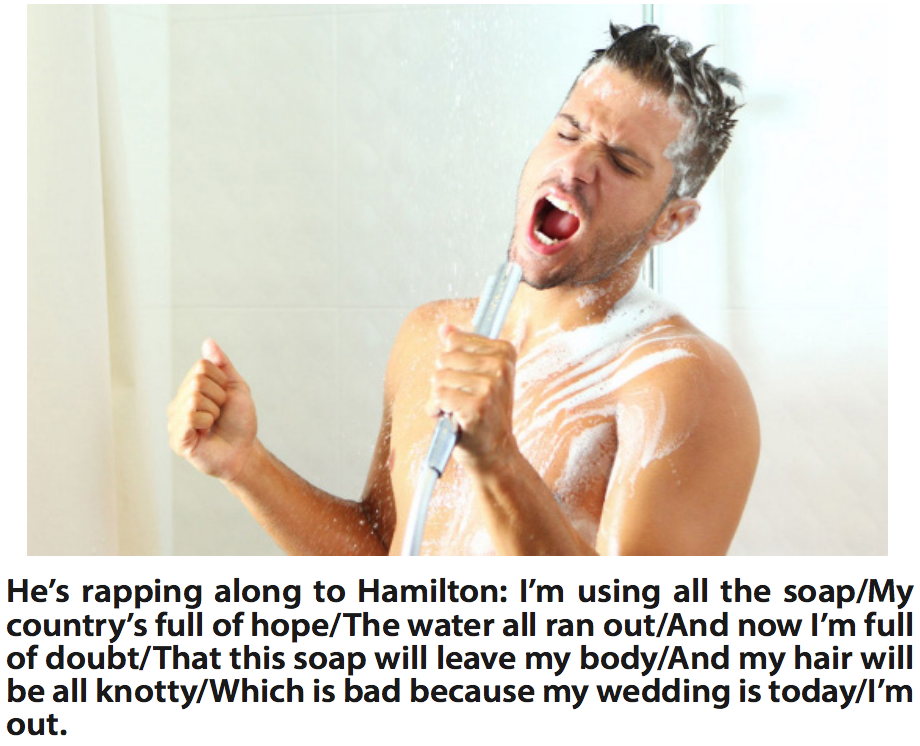 He’s rapping along to Hamilton: I’m using all the soap/My
country’s full of hope/The water all ran out/And now I’m full
of doubt/That this soap will leave my body/And my hair will
be all knotty/Which is bad because my wedding is today/I’m
out.